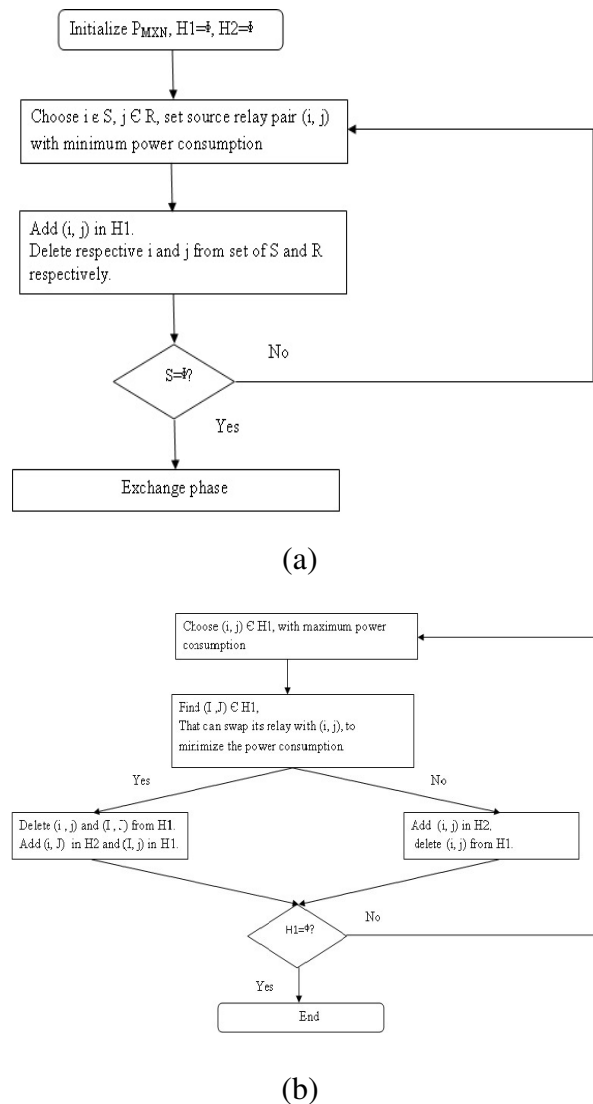 Initialize PMXN, H1=Φ, H2=Φ
Choose i є S, j Є R, set source relay pair (i, j)
with minimum power consumption
Add (i, j) in H1.
Delete respective i and j from set of S and R
respectively.
No
S=Φ?
Yes
Exchange phase
(a)
Choose (i, j) Є H1, with maximum power
consumption
Find (I ,J) Є H1,
That can swap its relay with (i, j), to
minimize the power consumption
Yes
No
Delete (i , j) and (I , J) from H1.
Add (i, J) in H2 and (I, j) in H1.
Add (i, j) in H2,
delete (i, j) from H1.
H1=Φ?
No
Yes
End
(b)